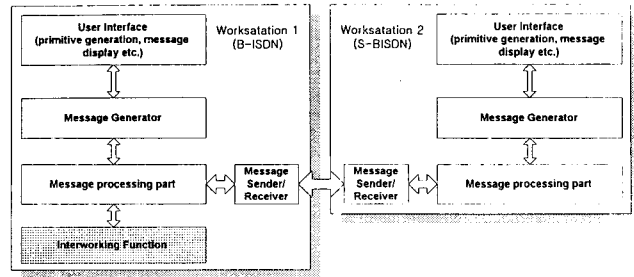 User Interface
(primitive generation, message
display etc.)
Worksatation 1
(B-ISDN)
Message Generator
Message processing part
Message
Sender/
Receiver
Interworking Function
Worksatation 2
(S-BISDN)
User Interface
(primitive generation, message
display etc.)
Message Generator
Message
Sender/
Receiver
Message processing part